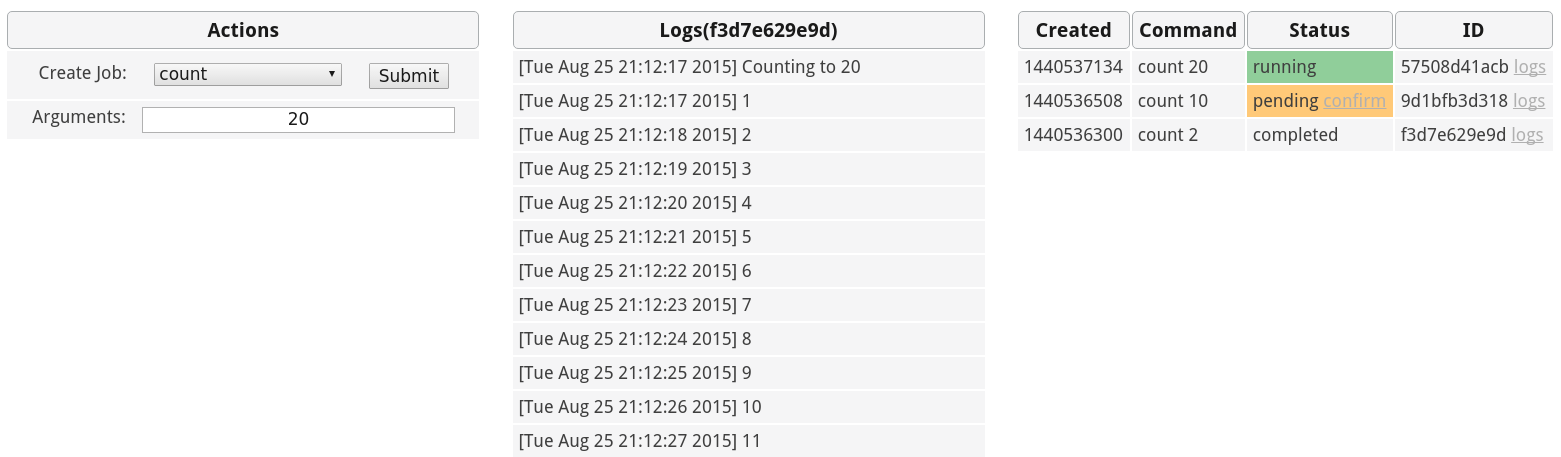 Actions
Create Job: count Submit
Arguments: 20
Logs(f3d7e629e9d)
[Tue Aug 25 21:12:17 2015] Counting to 20
[Tue Aug 25 21:12:17 2015] 1
[Tue Aug 25 21:12:18 2015] 2
[Tue Aug 25 21:12:19 2015] 3
[Tue Aug 25 21:12:20 2015] 4
[Tue Aug 25 21:12:21 2015] 5
[Tue Aug 25 21:12:22 2015] 6
[Tue Aug 25 21:12:23 2015] 7
[Tue Aug 25 21:12:24 2015] 8
[Tue Aug 25 21:12:25 2015] 9
[Tue Aug 25 21:12:26 2015] 10
[Tue Aug 25 21:12:27 2015] 11
Created Command Status ID
1440537134 count 20 running 57508d41acb logs
1440536508 count 10 pending confirm 9d1bfb3d318 logs
1440536300 count 2 completed f3d7e629e9d logs